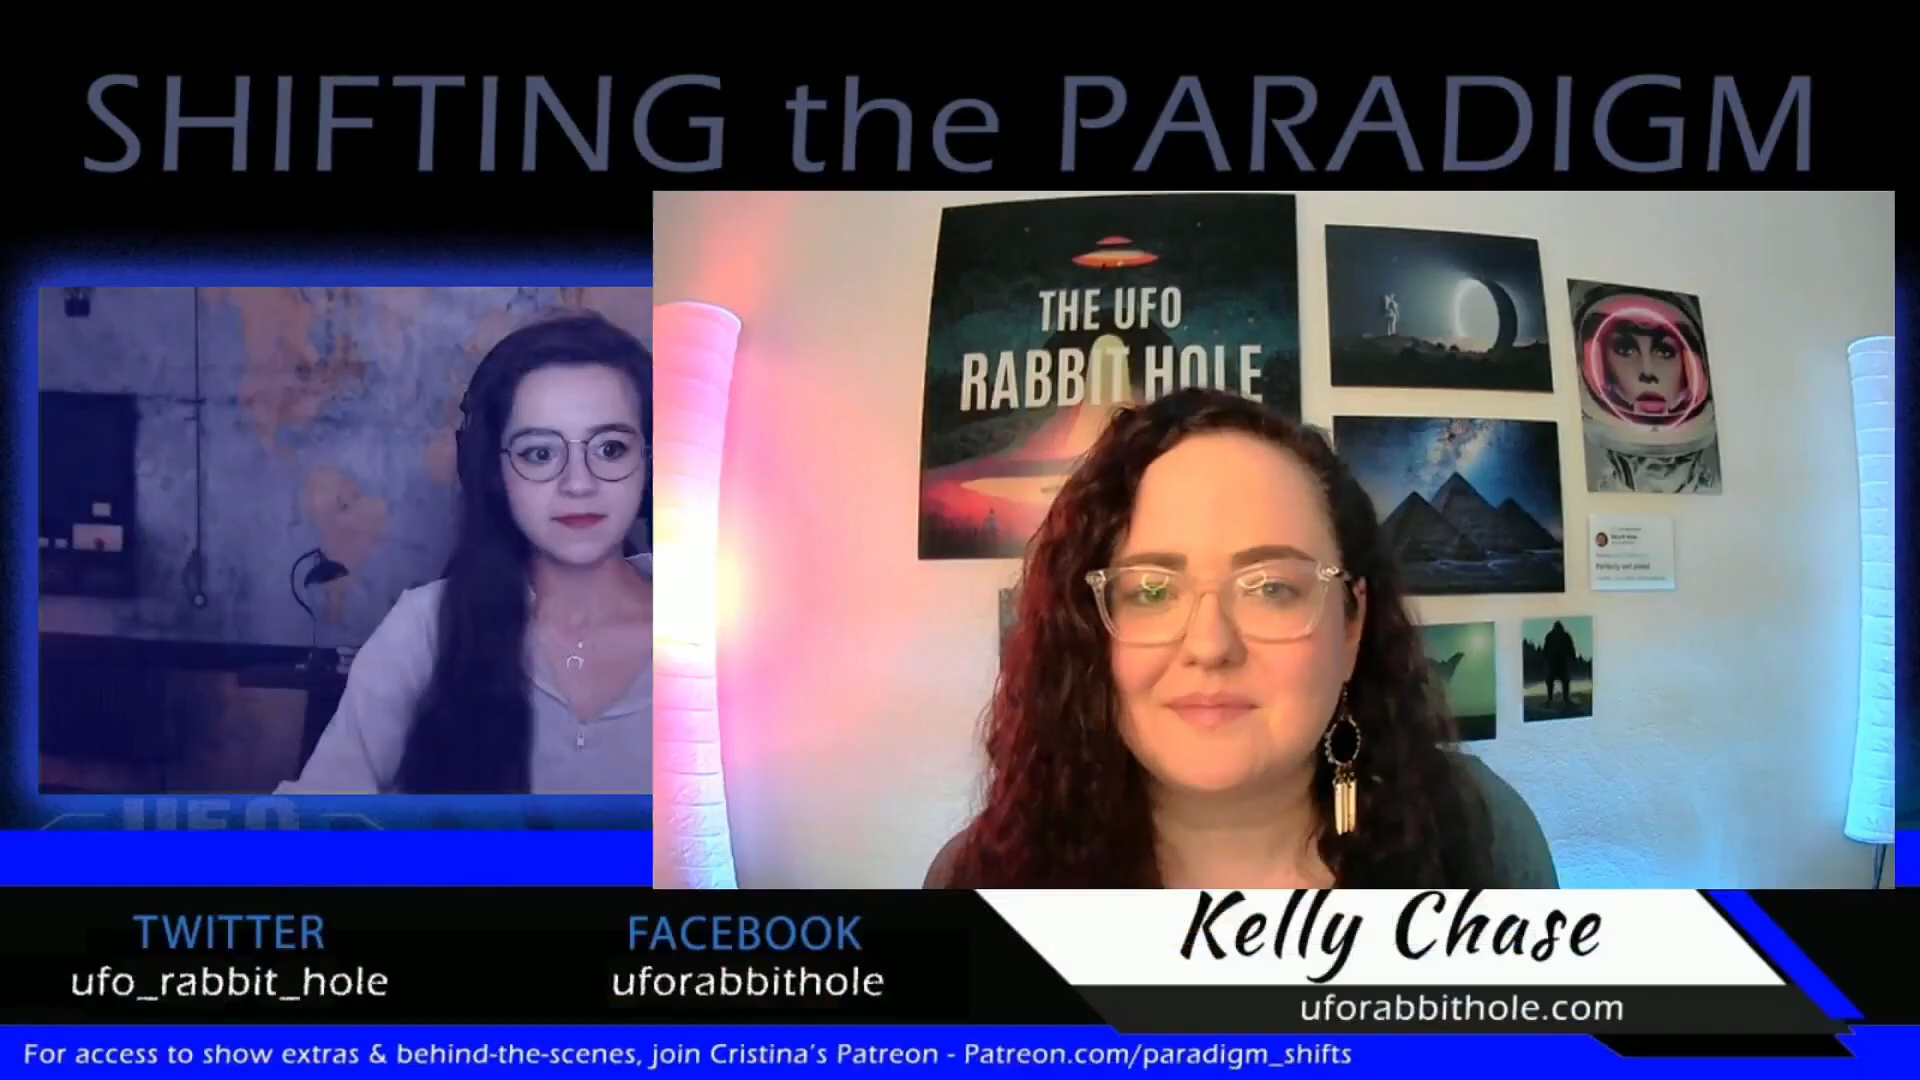 SHIFTING the PARADIGM
THE UFO
RABBIT HOLE
UFO
TWITTER
ufo_rabbit_hole
FACEBOOK
uforabbithole
Kelly Chase
uforabbithole.com
For access to show extras & behind-the-scenes, join Cristina's Patreon - Patreon.com/paradigm_shifts